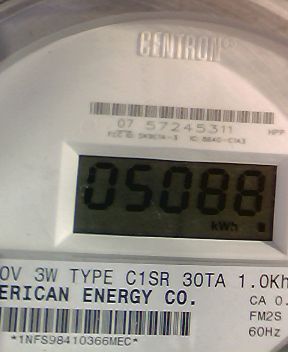 CENTRON®
07 57245311
HPP
05088
kWh
0V 3W TYPE C1SR 30TA 1.0Kh
ERICAN ENERGY CO.
CA 0.
FM2S
60Hz
*1NFS98410366MEC*